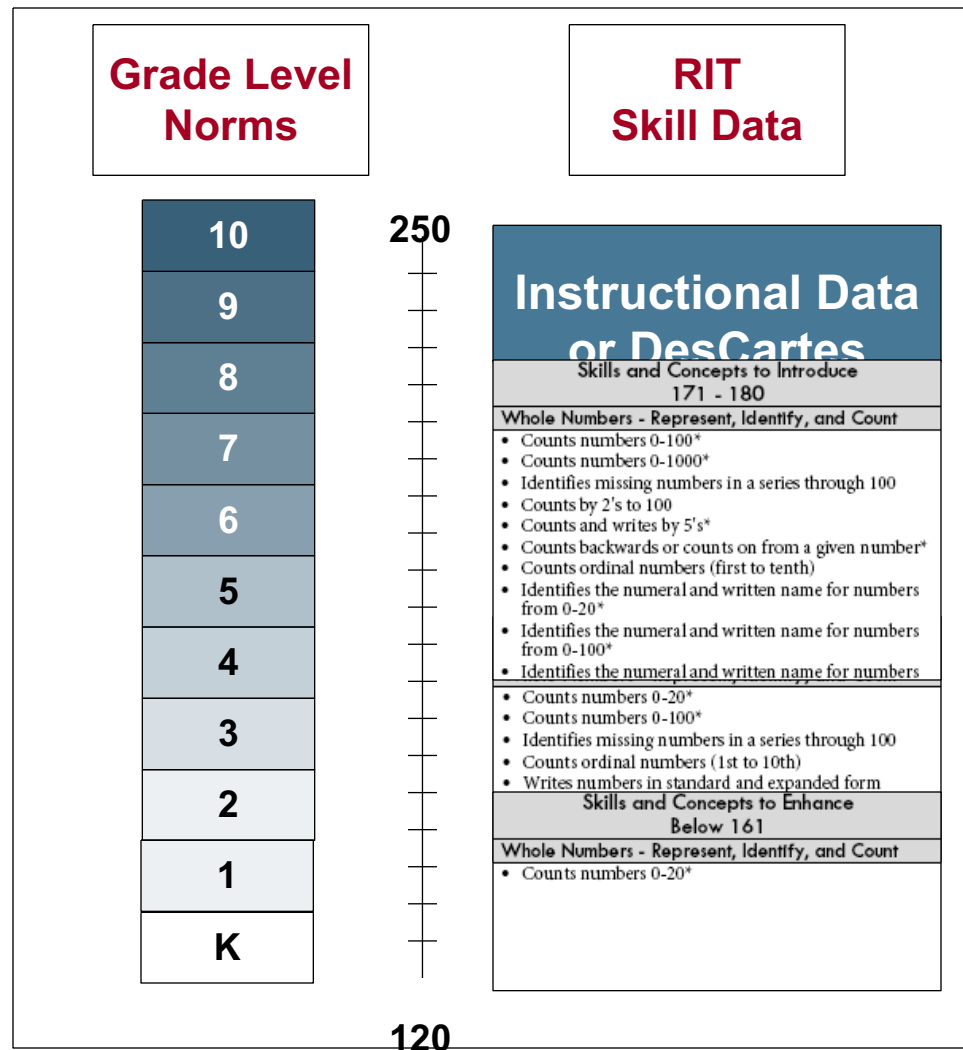 Grade Level
Norms
RIT
Skill Data
10
9
8
7
6
5
4
3
2
1
K
250
120
Instructional Data
or DesCartes
Skills and Concepts to Introduce
171 - 180
Whole Numbers - Represent, Identify, and Count
• Counts numbers 0-100*
• Counts numbers 0-1000*
• Identifies missing numbers in a series through 100
• Counts by 2's to 100
• Counts and writes by 5's*
• Counts backwards or counts on from a given number*
• Counts ordinal numbers (first to tenth)
• Identifies the numeral and written name for numbers
from 0-20*
• Identifies the numeral and written name for numbers
from 0-100*
• Identifies the numeral and written name for numbers
• Counts numbers 0-20*
• Counts numbers 0-100*
• Identifies missing numbers in a series through 100
• Counts ordinal numbers (1st to 10th)
• Writes numbers in standard and expanded form
Skills and Concepts to Enhance
Below 161
Whole Numbers - Represent, Identify, and Count
• Counts numbers 0-20*